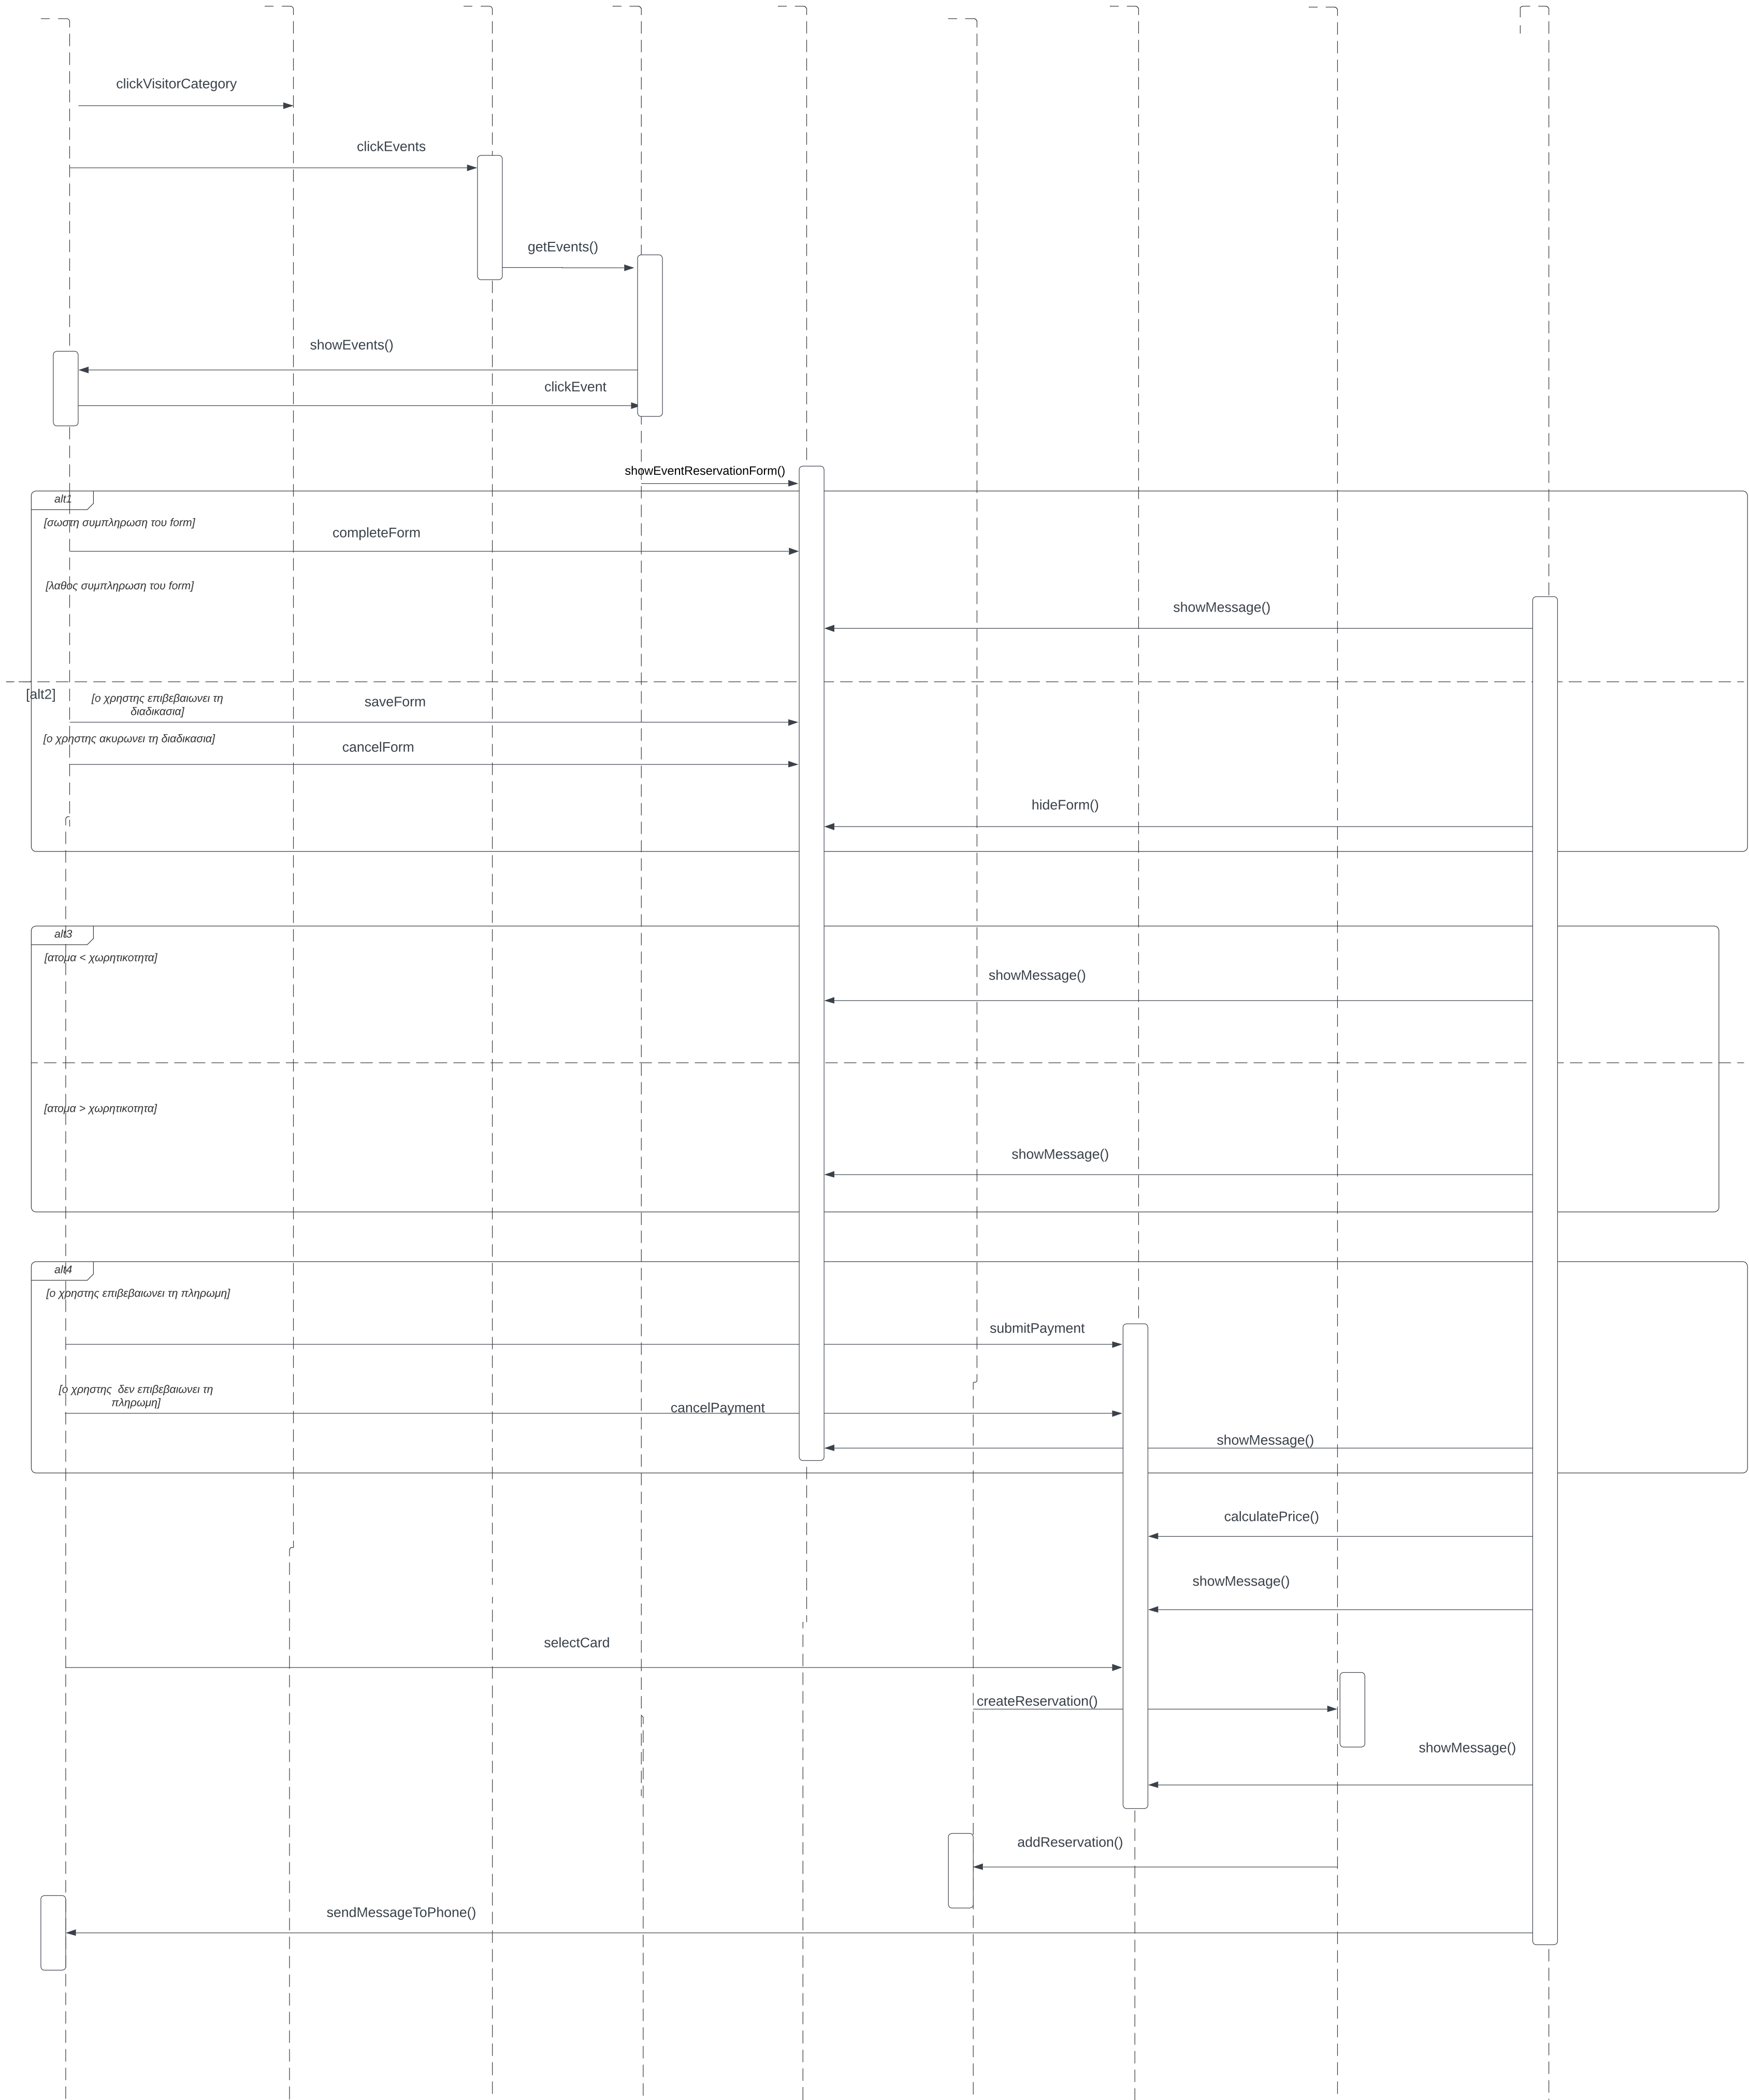 clickVisitorCategory
clickEvents
getEvents()
showEvents()
clickEvent
showEventReservationForm()
alt1
[σωστη συμπληρωση του form]
completeForm
[λαθος συμπληρωση του form]
showMessage()
[alt2]
[ο χρηστης επιβεβαιωνει τη
διαδικασια]
saveForm
[ο χρηστης ακυρωνει τη διαδικασια]
cancelForm
hideForm()
alt3
[ατομα < χωρητικοτητα]
showMessage()
[ατομα > χωρητικοτητα]
showMessage()
alt4
[ο χρηστης επιβεβαιωνει τη πληρωμη]
submitPayment
[ο χρηστης  δεν επιβεβαιωνει τη
πληρωμη]
cancelPayment
showMessage()
calculatePrice()
showMessage()
selectCard
createReservation()
showMessage()
addReservation()
sendMessageToPhone()